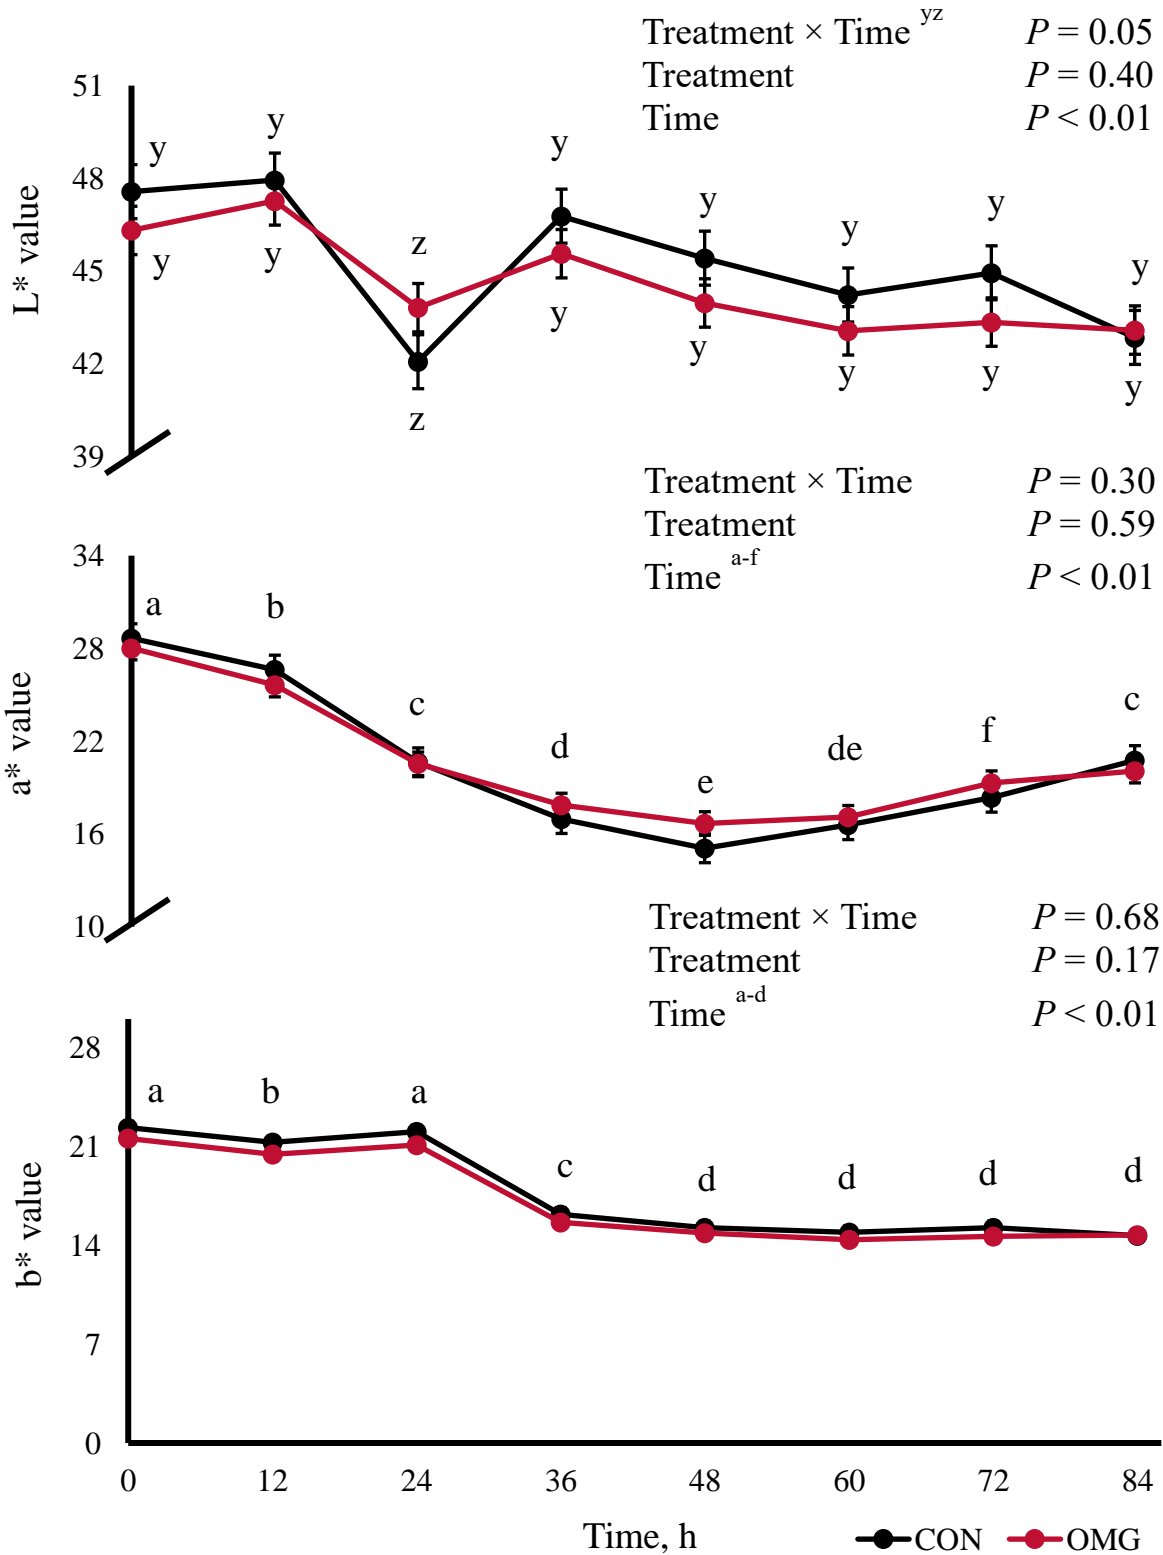 Treatment × Time yz P = 0.05
Treatment P = 0.40
Time P < 0.01
51
48
45
42
39
L* value
y y z y y y y y
y y z y y y y y
Treatment × Time P = 0.30
Treatment P = 0.59
Time a-f P < 0.01
34
28
22
16
10
a* value
a b c d e de f c
Treatment × Time P = 0.68
Treatment P = 0.17
Time a-d P < 0.01
28
21
14
7
0
b* value
a b a c d d d d
0 12 24 36 48 60 72 84
Time, h
CON OMG